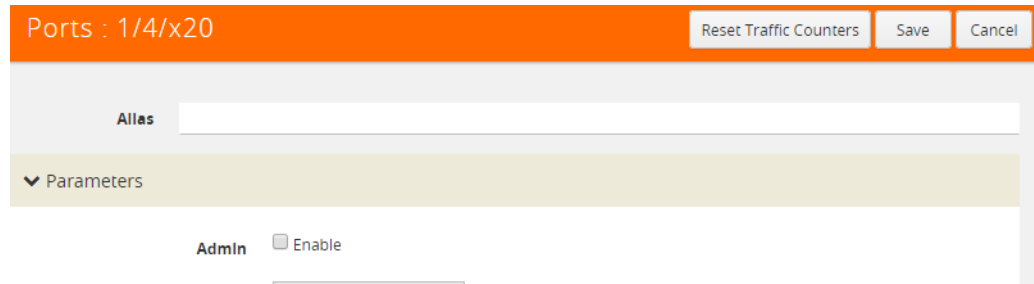 Ports : 1/4/x20
Reset Traffic Counters
Save
Cancel
Alias
Parameters
Admin
Enable